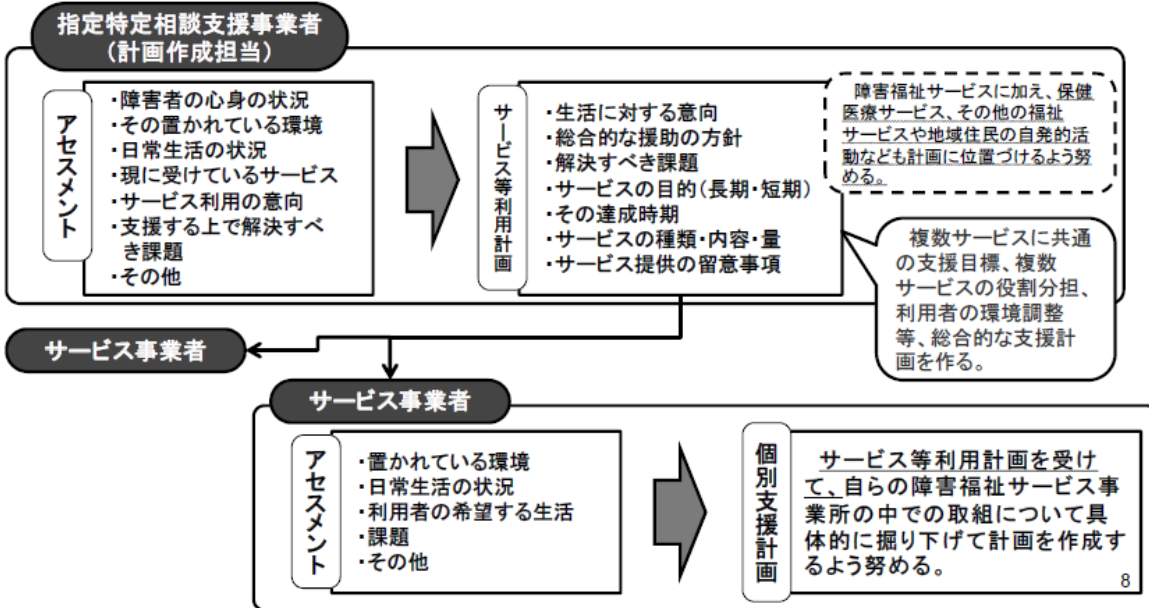 指定特定相談支援事業者
(計画作成担当)
アセスメント
・障害者の心身の状況
・その置かれている環境
・日常生活の状況
・現に受けているサービス
・サービス利用の意向
・支援する上で解決すべ
き課題
・その他
サービス等利用計画
・生活に対する意向
・総合的な援助の方針
・解決すべき課題
・サービスの目的(長期・短期)
・その達成時期
・サービスの種類・内容・量
・サービス提供の留意事項
障害福祉サービスに加え、保健
医療サービス、その他の福祉
サービスや地域住民の自発的活
動なども計画に位置づけるよう努
める。
複数サービスに共通
の支援目標、複数
サービスの役割分担、
利用者の環境調整
等、総合的な支援計
画を作る。
サービス事業者
サービス事業者
アセスメント
・置かれている環境
・日常生活の状況
・利用者の希望する生活
・課題
・その他
個別支援計画
サービス等利用計画を受け
て、自らの障害福祉サービス事
業所の中での取組について具
体的に掘り下げて計画を作成す
るよう努める。
8